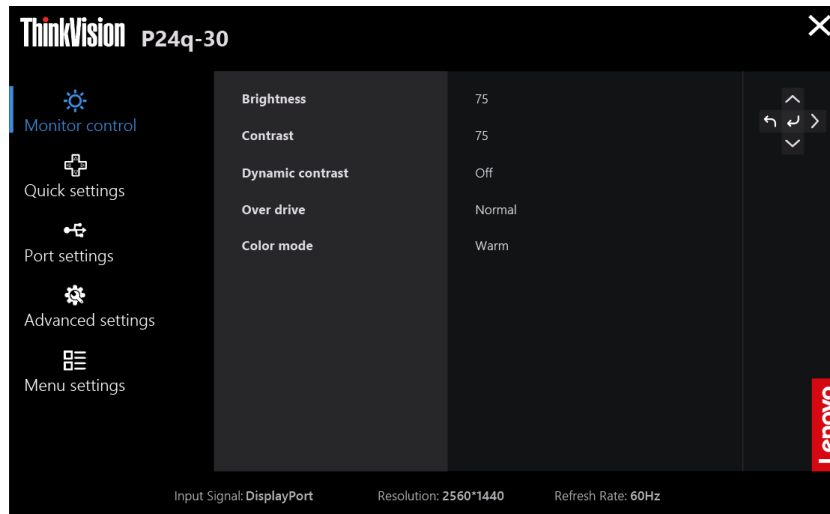 ThinkVision P24q-30
Monitor control
Quick settings
Port settings
Advanced settings
Menu settings
Brightness 75
Contrast 75
Dynamic contrast Off
Over drive Normal
Color mode Warm
Lenovo
Input Signal: DisplayPort Resolution: 2560*1440 Refresh Rate: 60Hz